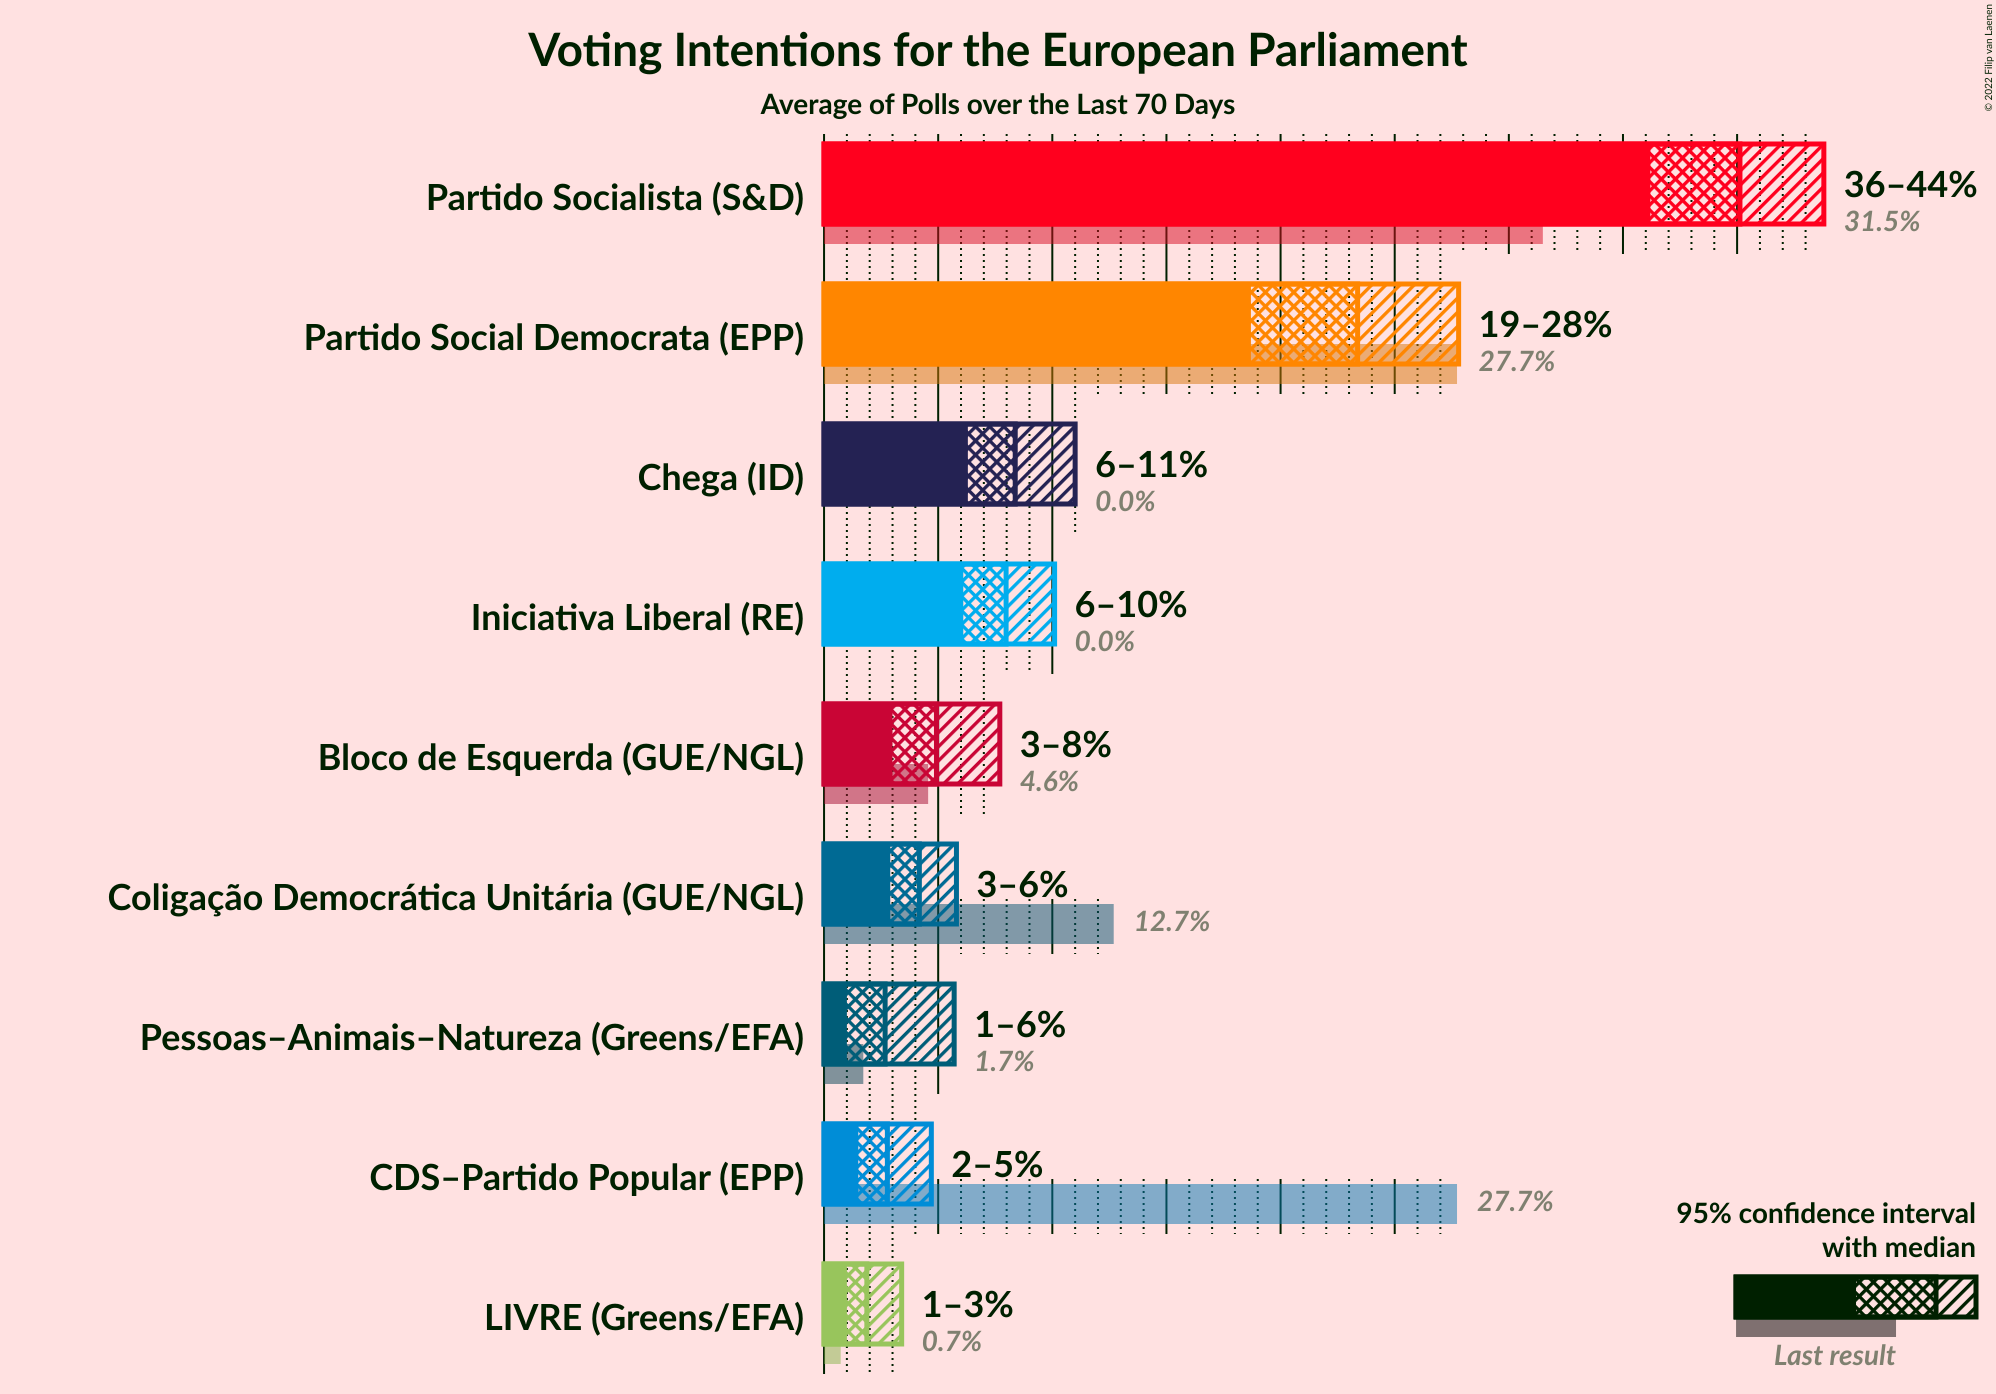 Voting Intentions for the European Parliament
Average of Polls over the Last 70 Days
© 2022 Filip van Laenen
Partido Socialista (S&D)
36–44%
31.5%
Partido Social Democrata (EPP)
19–28%
27.7%
Chega (ID)
6–11%
0.0%
Iniciativa Liberal (RE)
6–10%
0.0%
Bloco de Esquerda (GUE/NGL)
3–8%
4.6%
Coligação Democrática Unitária (GUE/NGL)
3–6%
12.7%
Pessoas–Animais–Natureza (Greens/EFA)
1–6%
1.7%
CDS–Partido Popular (EPP)
2–5%
27.7%
LIVRE (Greens/EFA)
1–3%
0.7%
95% confidence interval
with median
Last result